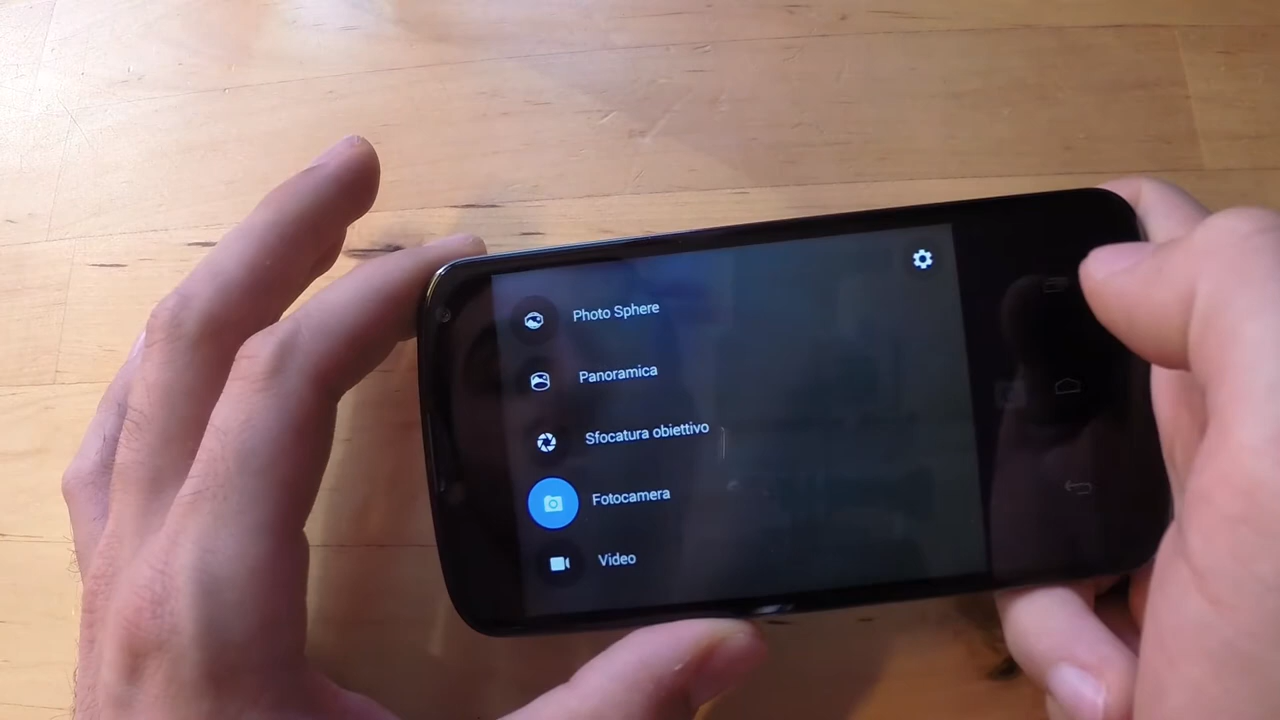 Photo Sphere
Panoramica
Sfocatura obiettivo
Fotocamera
Video